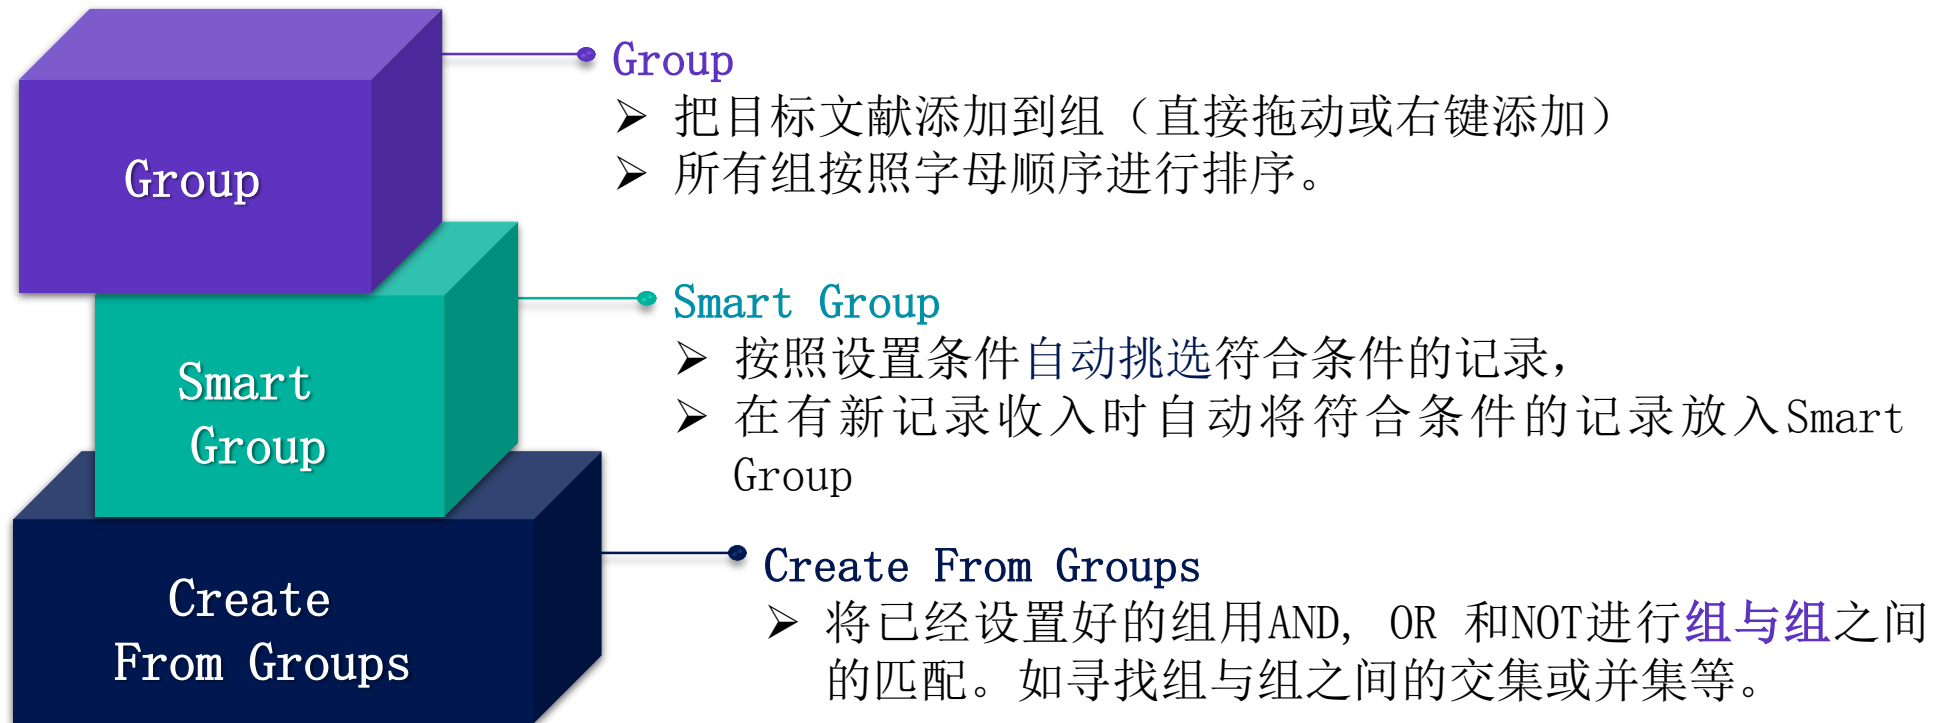 Group
Group
➢ 把目标文献添加到组（直接拖动或右键添加）
➢ 所有组按照字母顺序进行排序。
Smart
Group
Smart Group
➢ 按照设置条件自动挑选符合条件的记录，
➢ 在有新记录收入时自动将符合条件的记录放入Smart
Group
Create
From Groups
Create From Groups
➢ 将已经设置好的组用AND, OR 和NOT进行组与组之间
的匹配。如寻找组与组之间的交集或并集等。